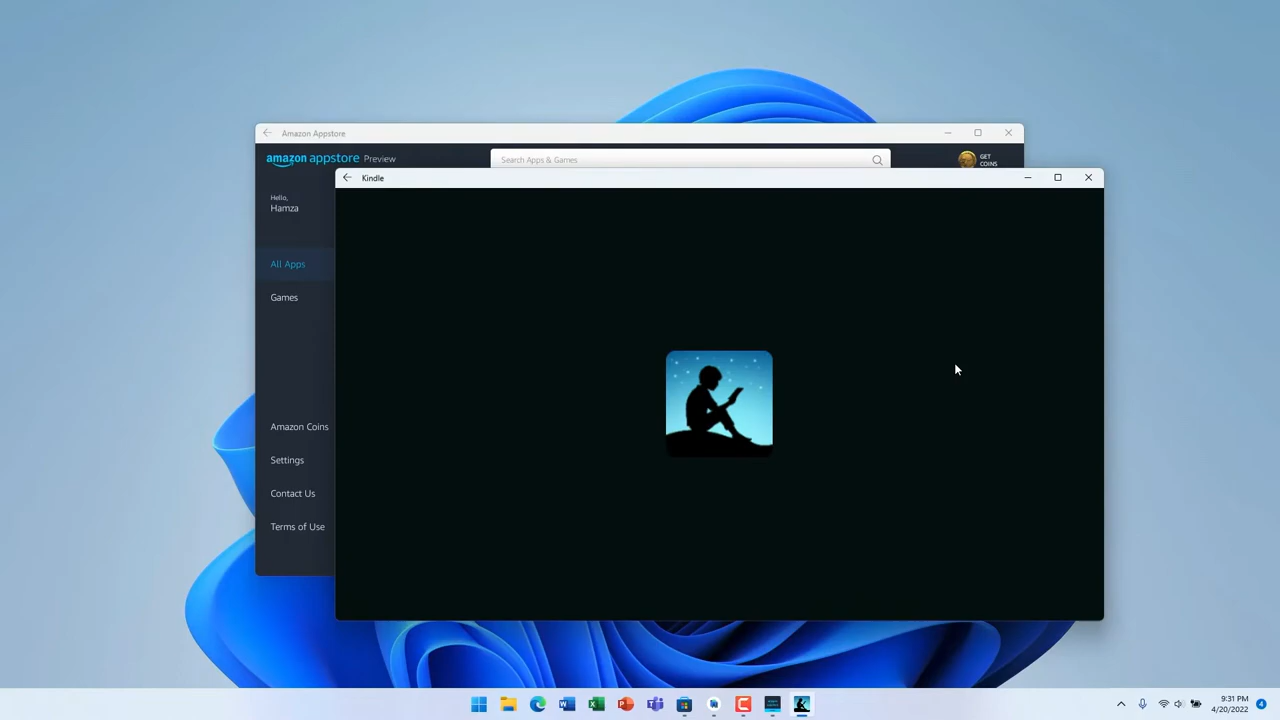 Amazon Appstore
amazon appstore Preview
Search Apps & Games
GET
COINS
Kindle
Hello,
Hamza
All Apps
Games
Amazon Coins
Settings
Contact Us
Terms of Use
9:31 PM
4/20/2022
4